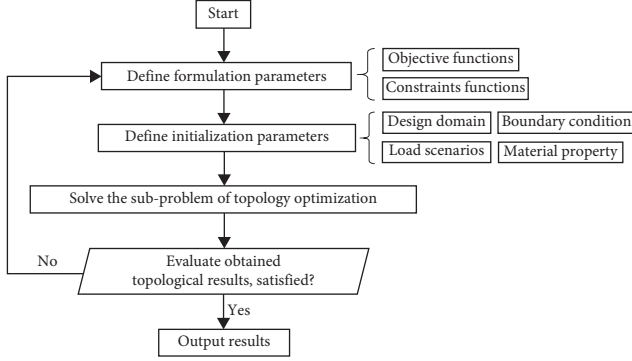 Start
Define formulation parameters
Objective functions
Constraints functions
Define initialization parameters
Design domain
Boundary condition
Load scenarios
Material property
Solve the sub-problem of topology optimization
Evaluate obtained
topological results, satisfied?
No
Yes
Output results